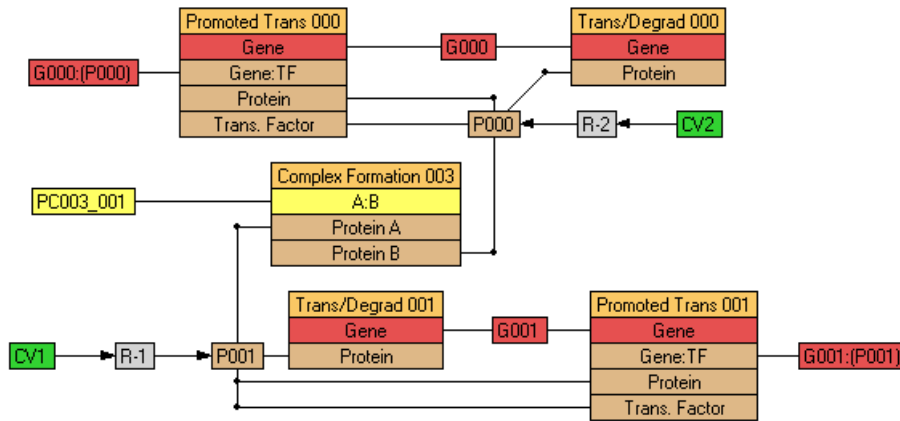 Promoted Trans 000
Trans/Degrad 000
Gene
G000
Gene
G000:(P000)
Gene:TF
Protein
Protein
Trans. Factor
P000
R-2
CV2
Complex Formation 003
PC003_001
A:B
Protein A
Protein B
Trans/Degrad 001
Promoted Trans 001
Gene
G001
Gene
CV1
R-1
P001
Protein
Gene:TF
G001:(P001)
Protein
Trans. Factor